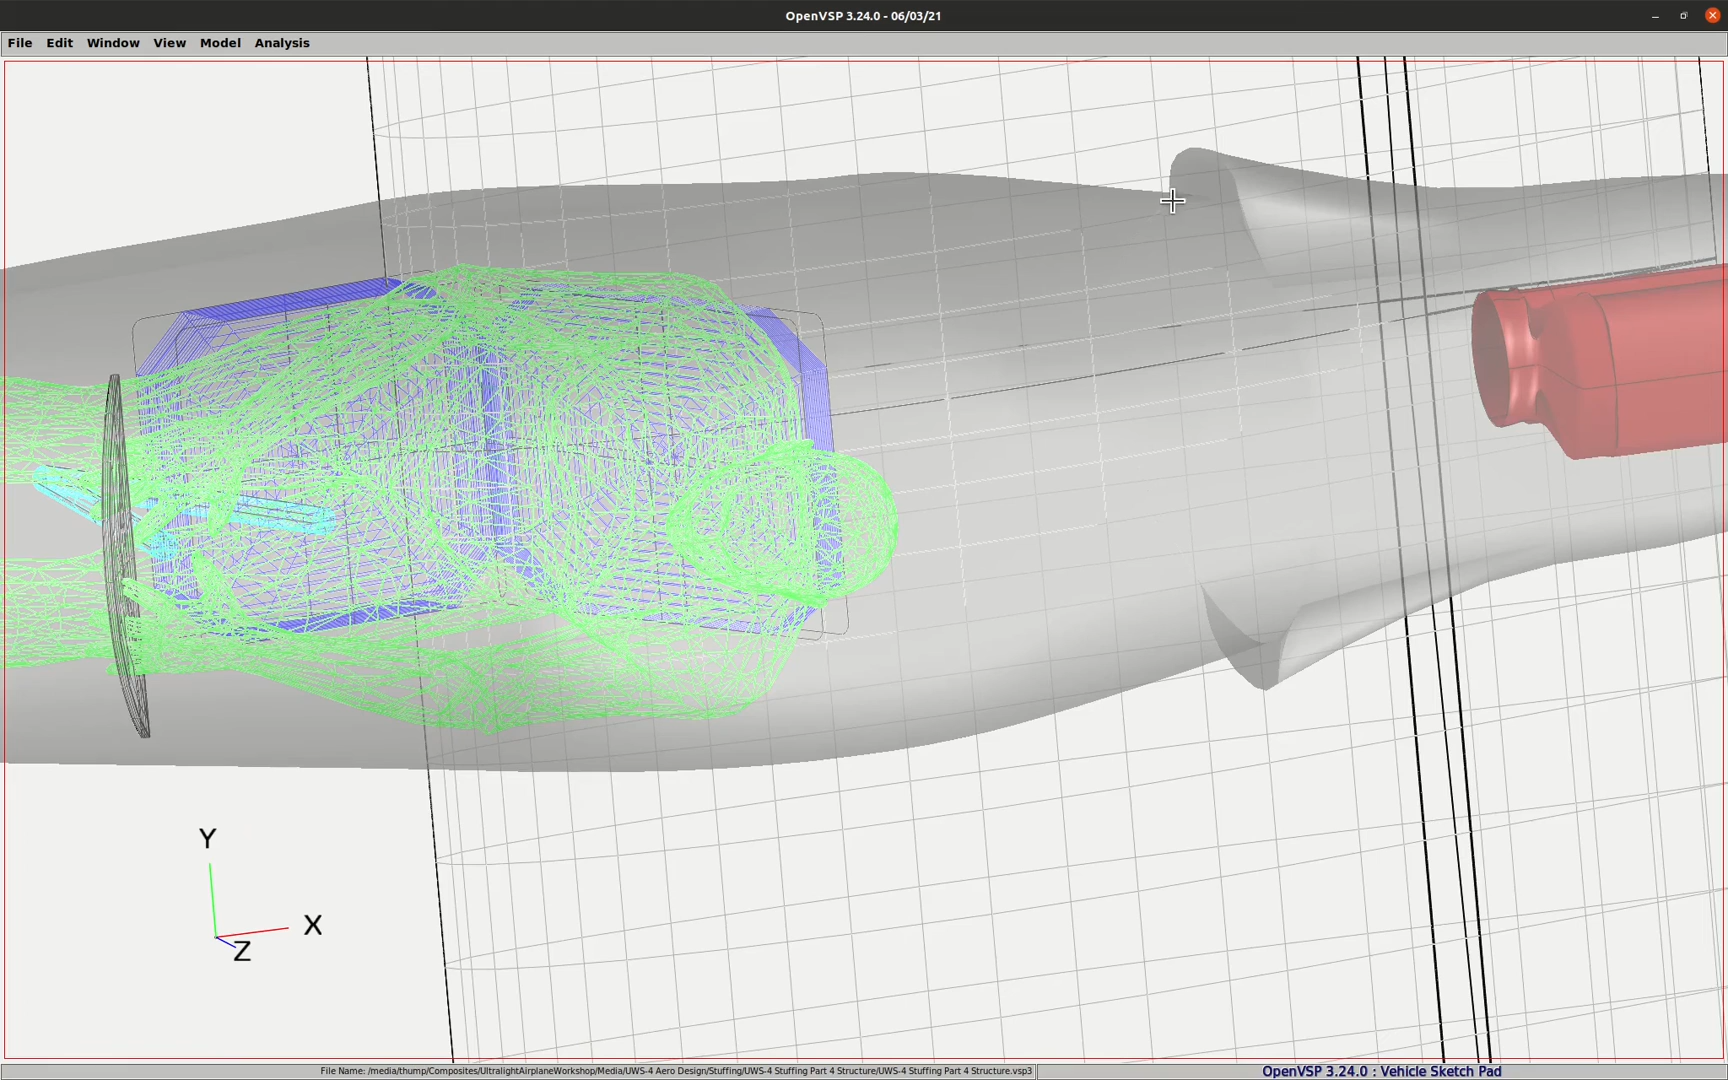 OpenVSP 3.24.0 - 06/03/21
File Edit Window View Model Analysis
Y
X
Z
File Name: /media/thump/Composites/UltralightAirplaneWorkshop/Media/UWS-4 Aero Design/Stuffing/UWS-4 Stuffing Part 4 Structure/UWS-4 Stuffing Part 4 Structure.vsp3
OpenVSP 3.24.0 : Vehicle Sketch Pad